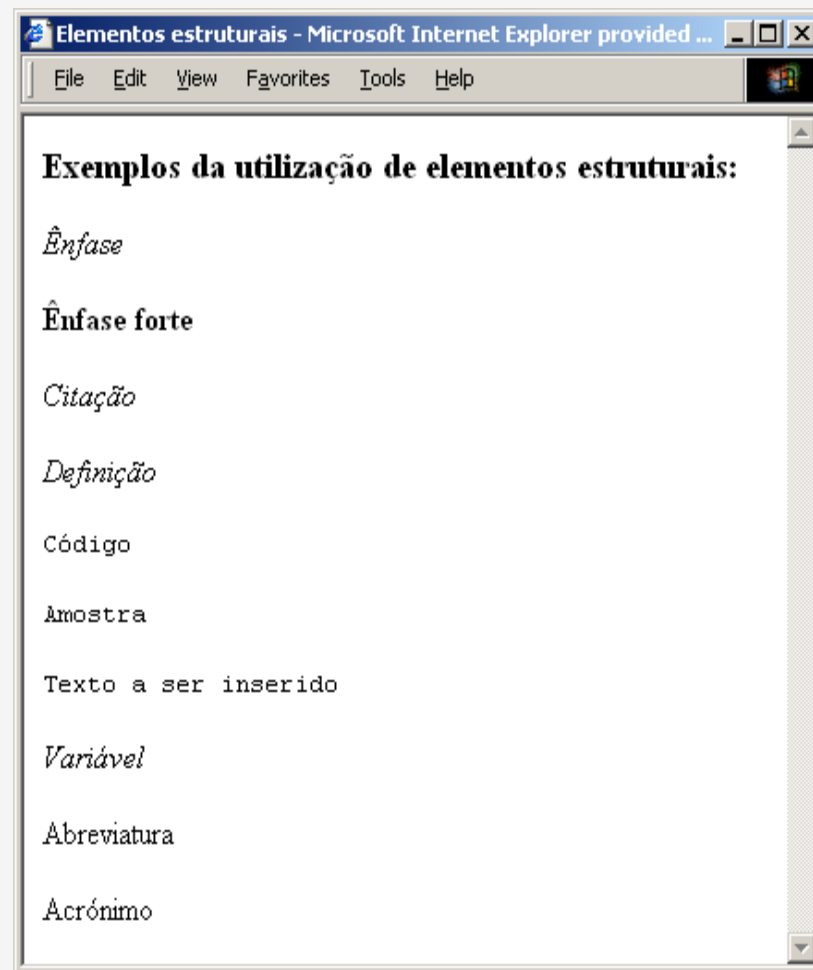 Elementos estruturais - Microsoft Internet Explorer provided ...
File Edit View Favorites Tools Help
Exemplos da utilização de elementos estruturais:
Ênfase
Ênfase forte
Citação
Definição
Código
Amostra
Texto a ser inserido
Variável
Abreviatura
Acrónimo